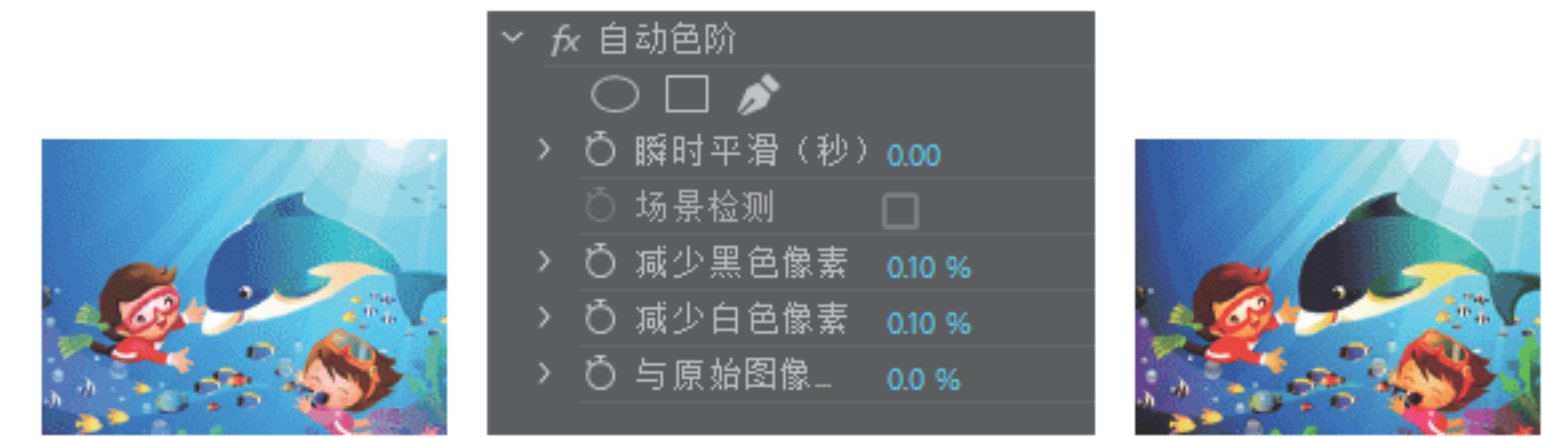 fx 自动色阶
瞬时平滑（秒） 0.00
场景检测
减少黑色像素 0.10 %
减少白色像素 0.10 %
与原始图像... 0.0 %